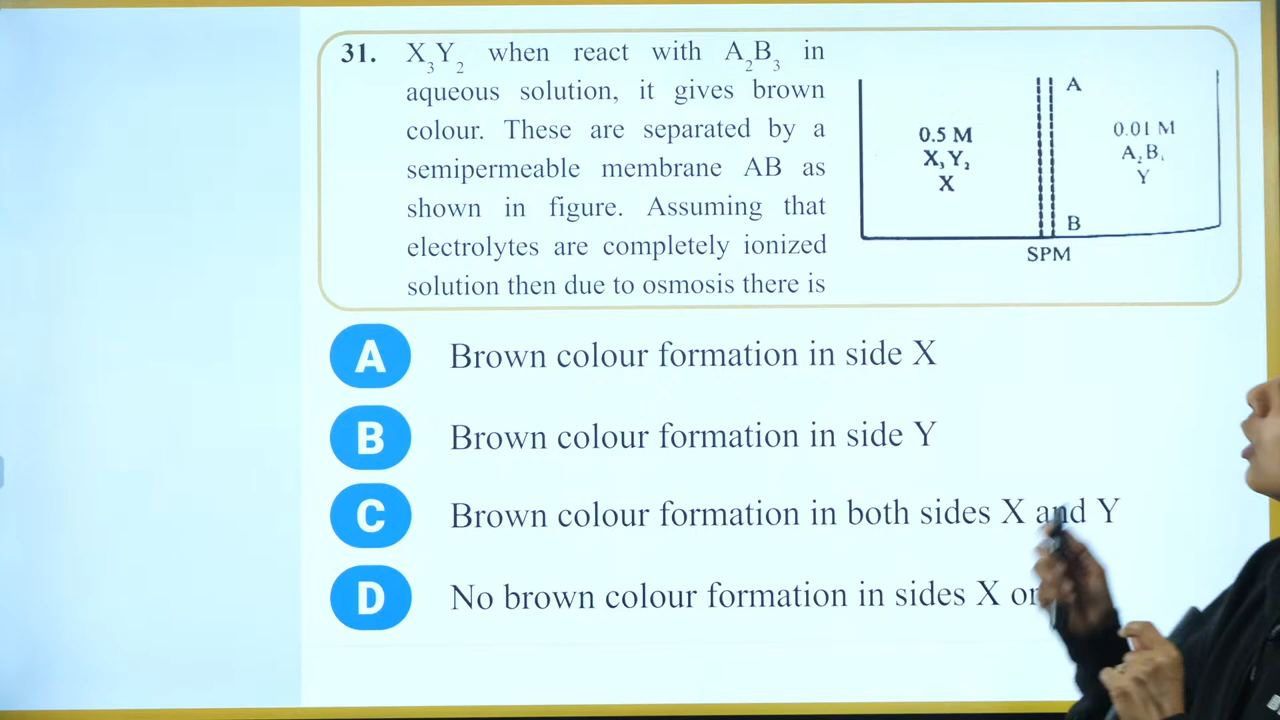 31. X₃Y₂ when react with A₂B₃ in
aqueous solution, it gives brown
colour. These are separated by a
semipermeable membrane AB as
shown in figure. Assuming that
electrolytes are completely ionized
solution then due to osmosis there is
A
0.5 M
X₃Y₂
X
0.01 M
A₂B₃
Y
B
SPM
A Brown colour formation in side X
B Brown colour formation in side Y
C Brown colour formation in both sides X and Y
D No brown colour formation in sides X or